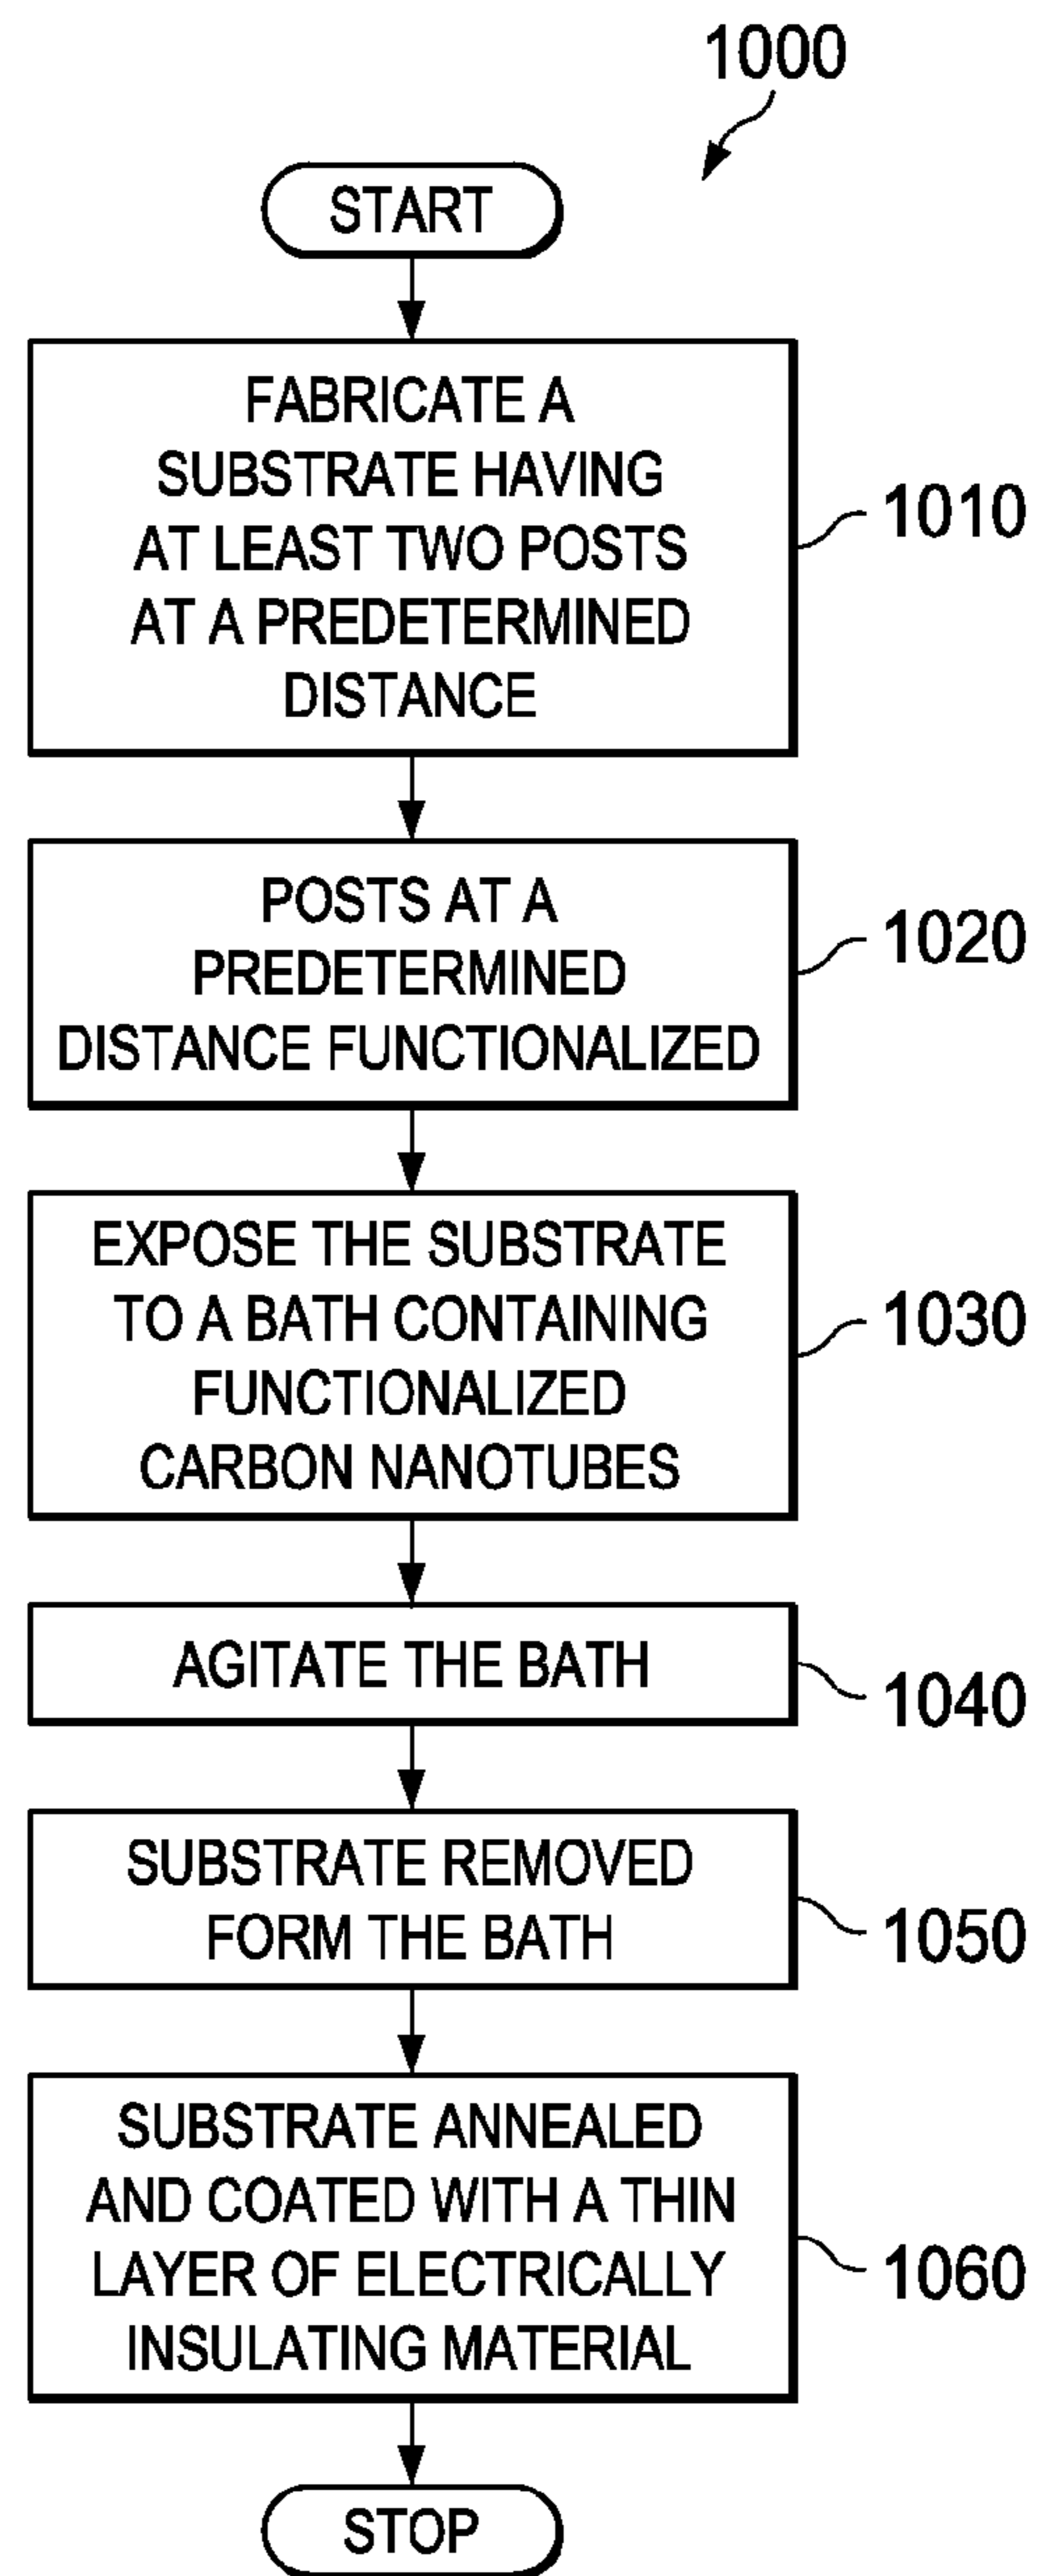 1000
START
FABRICATE A
SUBSTRATE HAVING
AT LEAST TWO POSTS
AT A PREDETERMINED
DISTANCE
1010
POSTS AT A
PREDETERMINED
DISTANCE FUNCTIONALIZED
1020
EXPOSE THE SUBSTRATE
TO A BATH CONTAINING
FUNCTIONALIZED
CARBON NANOTUBES
1030
AGITATE THE BATH
1040
SUBSTRATE REMOVED
FORM THE BATH
1050
SUBSTRATE ANNEALED
AND COATED WITH A THIN
LAYER OF ELECTRICALLY
INSULATING MATERIAL
1060
STOP